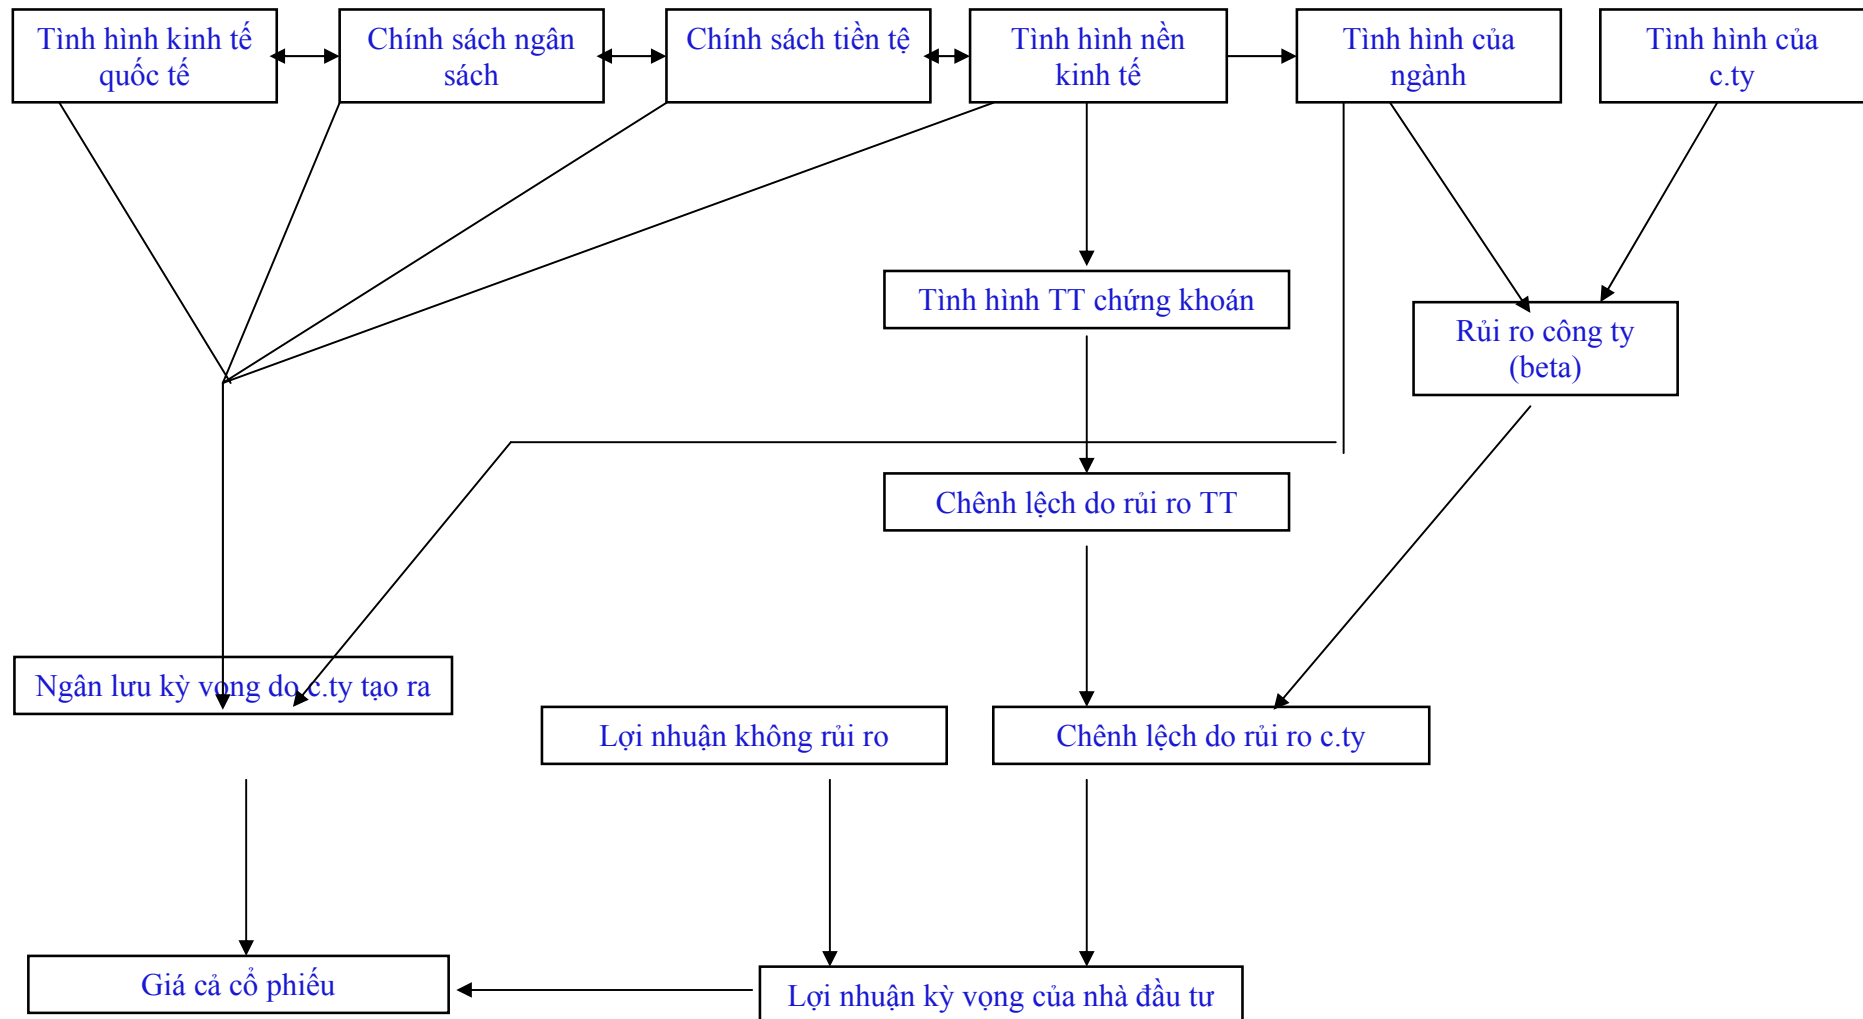 Tình hình kinh tế
quốc tế
Chính sách ngân
sách
Chính sách tiền tệ
Tình hình nền
kinh tế
Tình hình của
ngành
Tình hình của
c.ty
Tình hình TT chứng khoán
Rủi ro công ty
(beta)
Chênh lệch do rủi ro TT
Ngân lưu kỳ vọng do c.ty tạo ra
Lợi nhuận không rủi ro
Chênh lệch do rủi ro c.ty
Giá cả cổ phiếu
Lợi nhuận kỳ vọng của nhà đầu tư